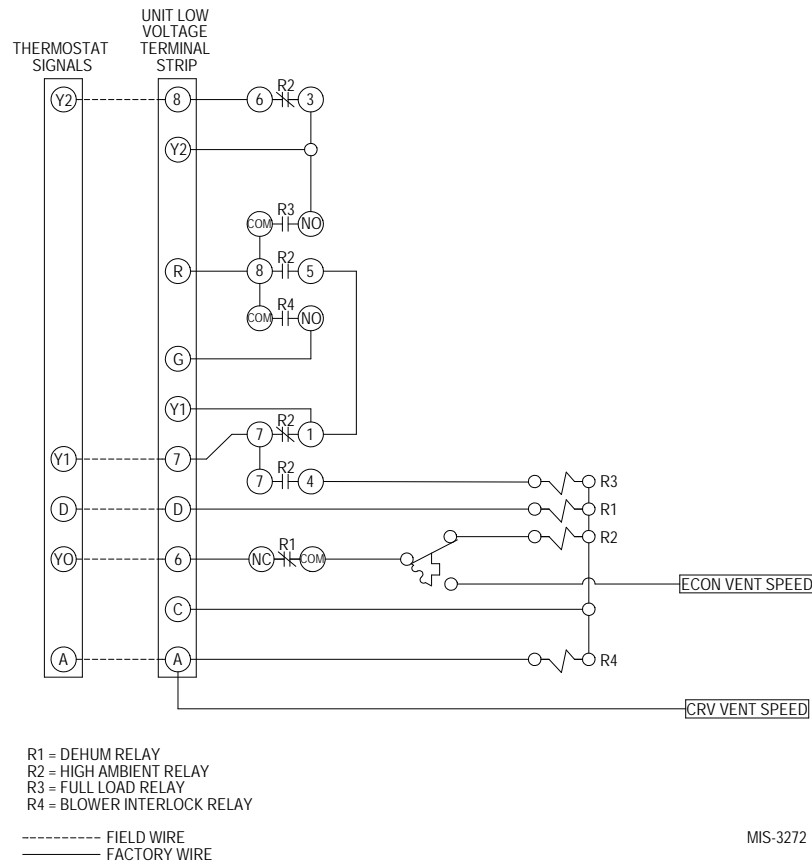 THERMOSTAT
SIGNALS
UNIT LOW
VOLTAGE
TERMINAL
STRIP
Y2 8 6 R2 3
Y2
COM R3 NO
R 8 R2 5
COM R4 NO
G
Y1
Y1 7 7 R2 1
7 R2 4 R3
D D R1
YO 6 NC R1 COM R2
ECON VENT SPEED
C
A A R4
CRV VENT SPEED
R1 = DEHUM RELAY
R2 = HIGH AMBIENT RELAY
R3 = FULL LOAD RELAY
R4 = BLOWER INTERLOCK RELAY
FIELD WIRE
FACTORY WIRE
MIS-3272